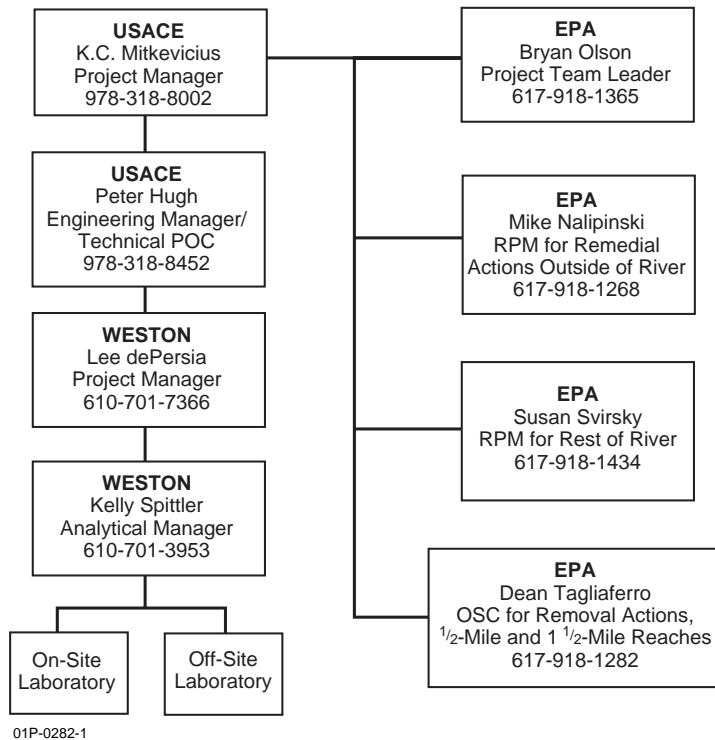 USACE
K.C. Mitkevicius
Project Manager
978-318-8002
USACE
Peter Hugh
Engineering Manager/
Technical POC
978-318-8452
WESTON
Lee dePersia
Project Manager
610-701-7366
WESTON
Kelly Spittler
Analytical Manager
610-701-3953
On-Site
Laboratory
Off-Site
Laboratory
EPA
Bryan Olson
Project Team Leader
617-918-1365
EPA
Mike Nalipinski
RPM for Remedial
Actions Outside of River
617-918-1268
EPA
Susan Svirsky
RPM for Rest of River
617-918-1434
EPA
Dean Tagliaferro
OSC for Removal Actions,
1/2-Mile and 1 1/2-Mile Reaches
617-918-1282
01P-0282-1